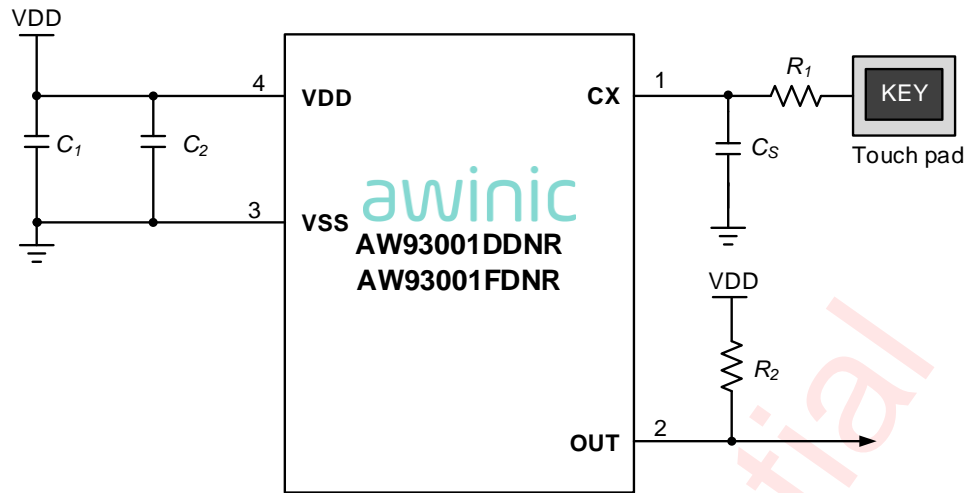 VDD
4
VDD
C1
C2
3
VSS
awinic
AW93001DDNR
AW93001FDNR
CX
1
R1
KEY
Touch pad
CS
VDD
R2
OUT
2
tial